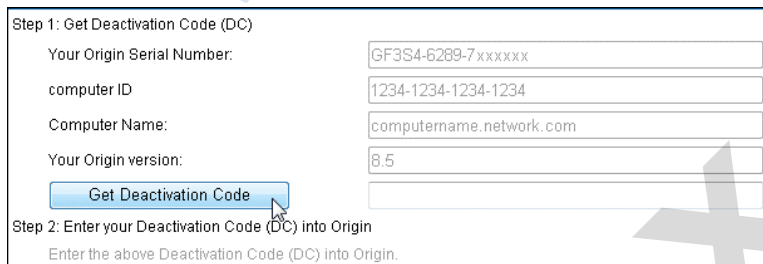 Step 1: Get Deactivation Code (DC)
Your Origin Serial Number: GF3S4-6289-7xxxxxx
computer ID 1234-1234-1234-1234
Computer Name: computername.network.com
Your Origin version: 8.5
Get Deactivation Code
Step 2: Enter your Deactivation Code (DC) into Origin
Enter the above Deactivation Code (DC) into Origin.